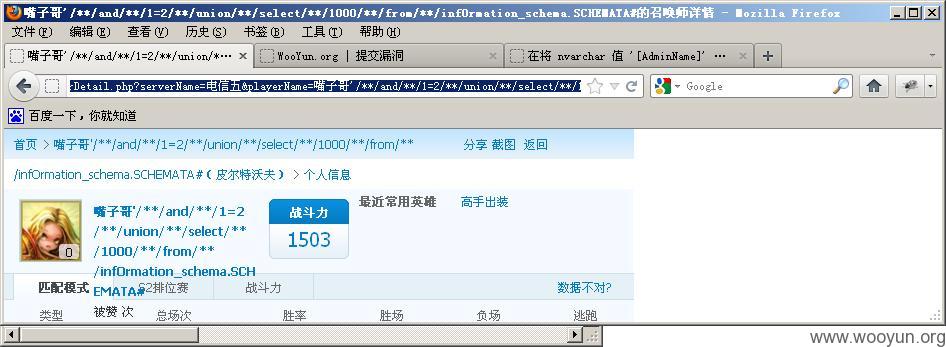 嘴子哥'/**/and/**/1=2/**/union/**/select/**/1000/**/from/**/infOrmation_schema.SCHEMATA#的召唤师详情 - Mozilla Firefox
文件(F) 编辑(E) 查看(V) 历史(S) 书签(B) 工具(T) 帮助(H)
嘴子哥'/**/and/**/1=2/**/union/**... WooYun.org | 提交漏洞 在将 nvarchar 值 '[AdminName]' ...
rDetail.php?serverName=电信五&playerName=嘴子哥'/**/and/**/1=2/**/union/**/select/**/1 Google
百度一下，你就知道
首页 > 嘴子哥'/**/and/**/1=2/**/union/**/select/**/1000/**/from/** 分享 截图 返回
/infOrmation_schema.SCHEMATA#（皮尔特沃夫） > 个人信息
嘴子哥'/**/and/**/1=2 战斗力 最近常用英雄 高手出装
/**/union/**/select/**
/1000/**/from/** 1503
0
/infOrmation_schema.SCH
EMATA#
匹配模式 S2排位赛 战斗力 数据不对?
被赞 次
类型 总场次 胜率 胜场 负场 逃跑
www.wooyun.org